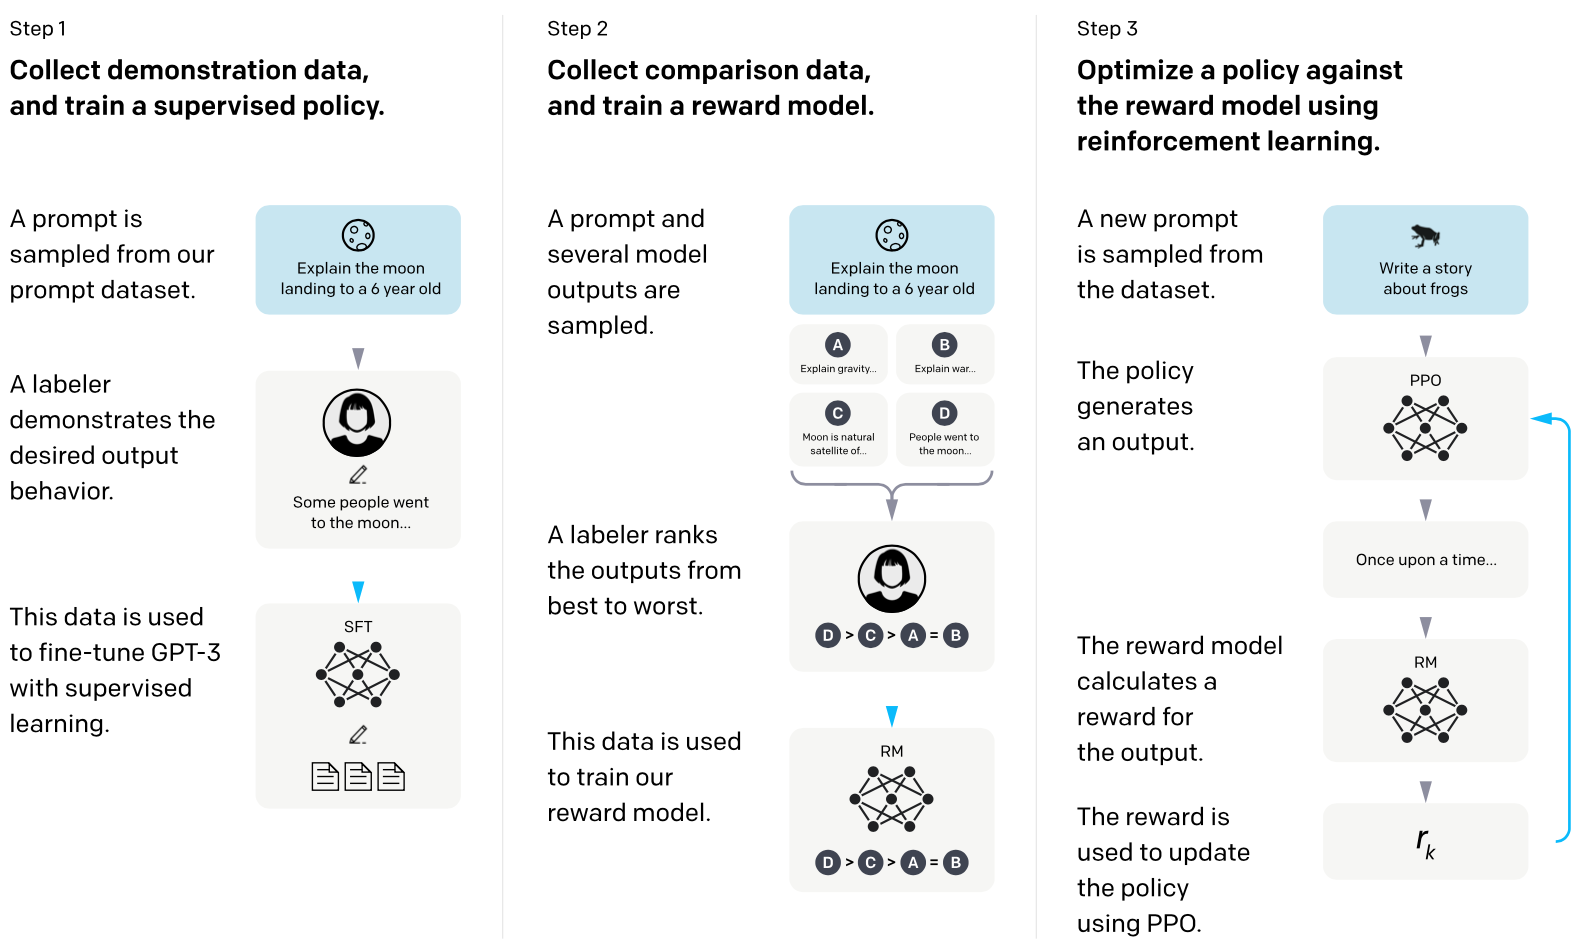 Step 1
Collect demonstration data,
and train a supervised policy.
A prompt is
sampled from our
prompt dataset.
Explain the moon
landing to a 6 year old
A labeler
demonstrates the
desired output
behavior.
Some people went
to the moon...
This data is used
to fine-tune GPT-3
with supervised
learning.
SFT
Step 2
Collect comparison data,
and train a reward model.
A prompt and
several model
outputs are
sampled.
Explain the moon
landing to a 6 year old
A
Explain gravity...
B
Explain war...
C
Moon is natural
satellite of...
D
People went to
the moon...
A labeler ranks
the outputs from
best to worst.
D > C > A = B
This data is used
to train our
reward model.
RM
D > C > A = B
Step 3
Optimize a policy against
the reward model using
reinforcement learning.
A new prompt
is sampled from
the dataset.
Write a story
about frogs
The policy
generates
an output.
PPO
Once upon a time...
The reward model
calculates a
reward for
the output.
RM
The reward is
used to update
the policy
using PPO.
r_k